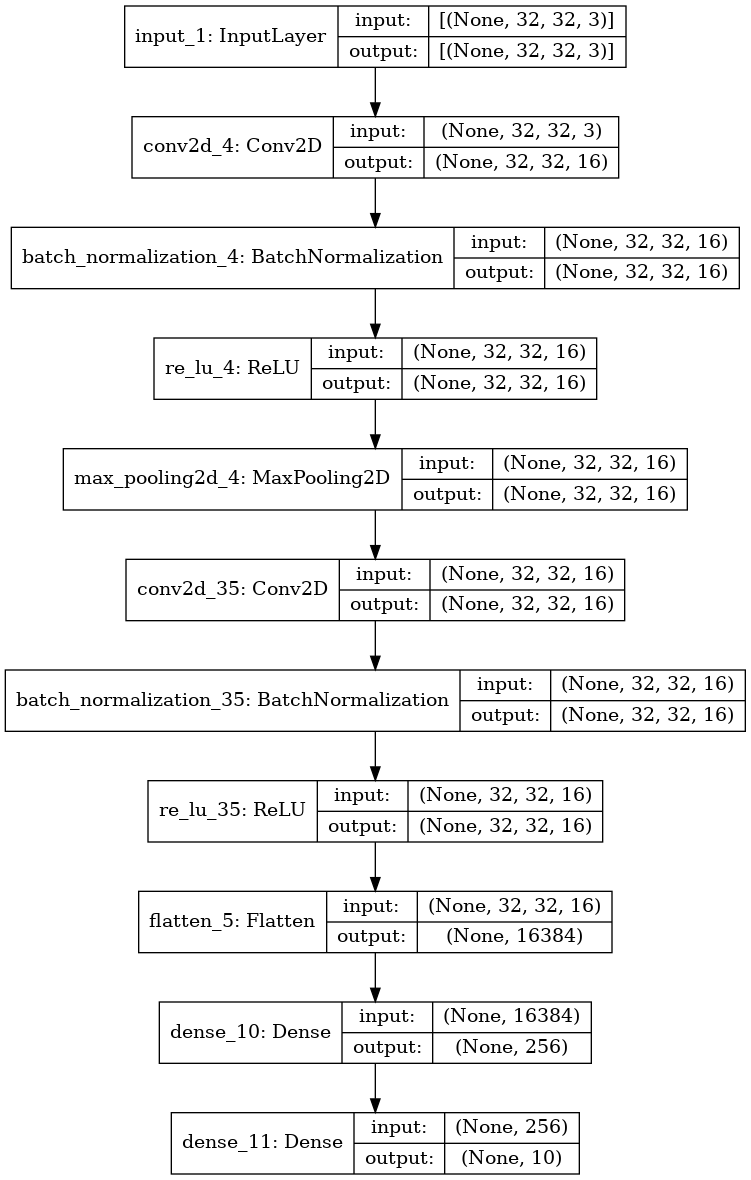 input_1: InputLayer
input: [(None, 32, 32, 3)]
output: [(None, 32, 32, 3)]
conv2d_4: Conv2D
input: (None, 32, 32, 3)
output: (None, 32, 32, 16)
batch_normalization_4: BatchNormalization
input: (None, 32, 32, 16)
output: (None, 32, 32, 16)
re_lu_4: ReLU
input: (None, 32, 32, 16)
output: (None, 32, 32, 16)
max_pooling2d_4: MaxPooling2D
input: (None, 32, 32, 16)
output: (None, 32, 32, 16)
conv2d_35: Conv2D
input: (None, 32, 32, 16)
output: (None, 32, 32, 16)
batch_normalization_35: BatchNormalization
input: (None, 32, 32, 16)
output: (None, 32, 32, 16)
re_lu_35: ReLU
input: (None, 32, 32, 16)
output: (None, 32, 32, 16)
flatten_5: Flatten
input: (None, 32, 32, 16)
output: (None, 16384)
dense_10: Dense
input: (None, 16384)
output: (None, 256)
dense_11: Dense
input: (None, 256)
output: (None, 10)